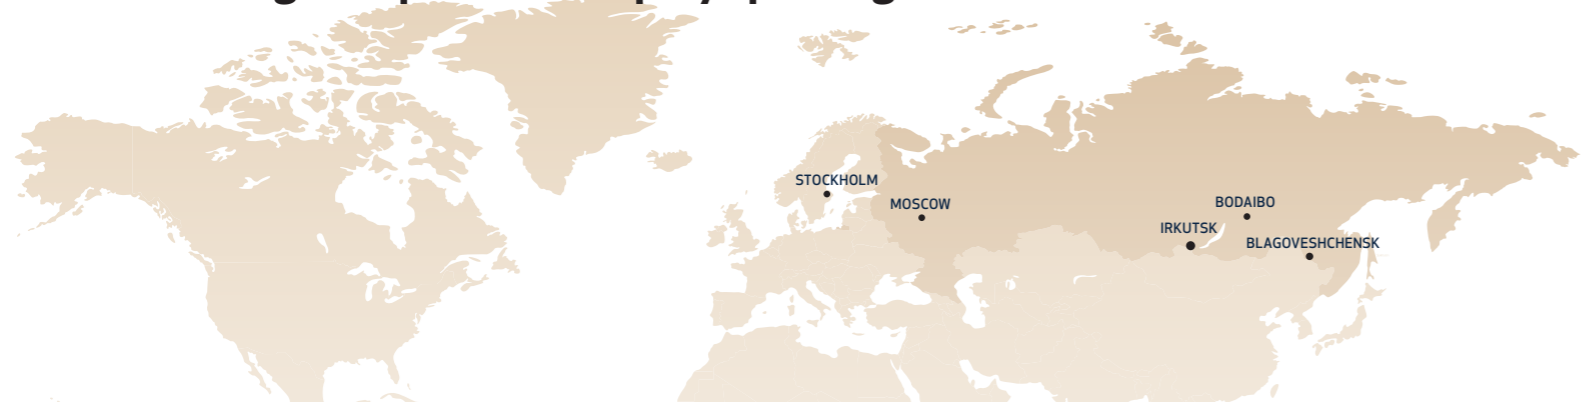 STOCKHOLM
MOSCOW
BODAIBO
IRKUTSK
BLAGOVESHCHENSK